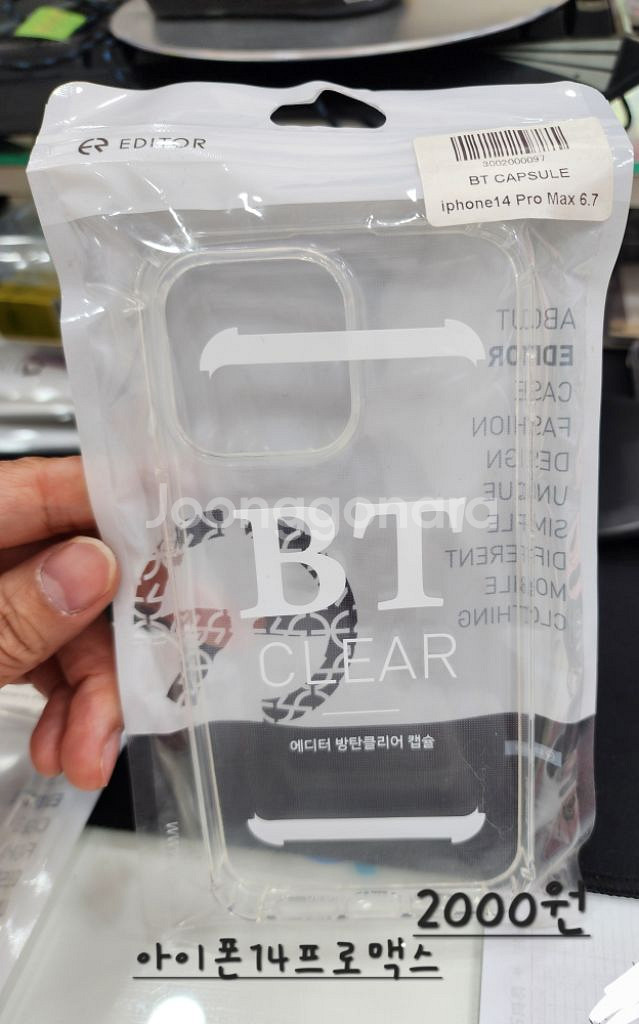 ER EDITOR
3002000097
BT CAPSULE
iphone14 Pro Max 6.7
ABOUT
EDITOR
CASE
FASHION
DESIGN
UNIQUE
SIMPLE
DIFFERENT
MOBILE
CLOTHING
Joonggonara
BT
CLEAR
에디터 방탄클리어 캡슐
2000원
아이폰14프로맥스